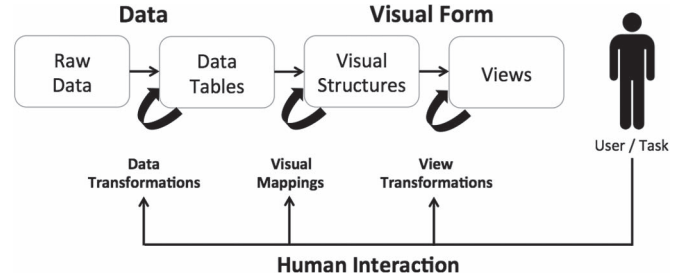 Data
Visual Form
Raw
Data
Data
Tables
Visual
Structures
Views
User / Task
Data
Transformations
Visual
Mappings
View
Transformations
Human Interaction